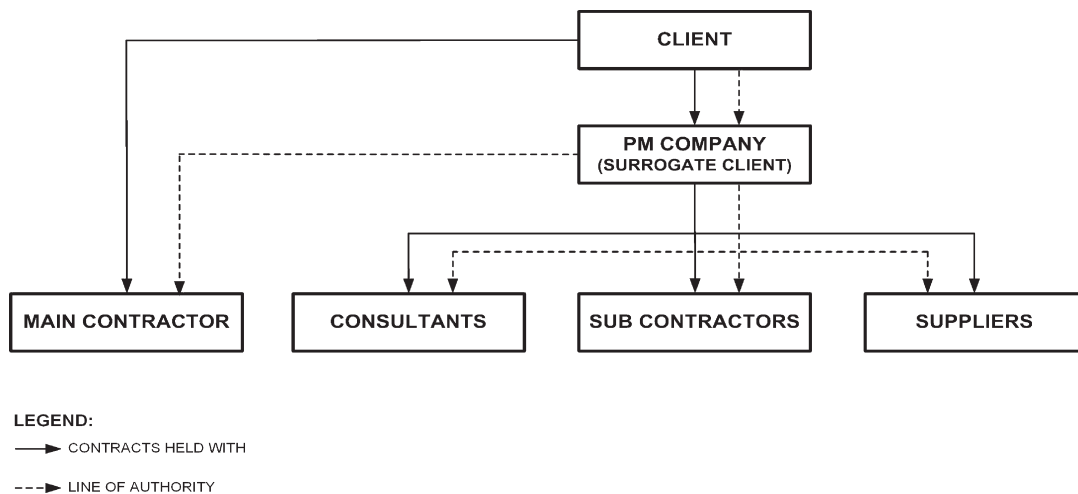 CLIENT
PM COMPANY
(SURROGATE CLIENT)
MAIN CONTRACTOR
CONSULTANTS
SUB CONTRACTORS
SUPPLIERS
LEGEND:
CONTRACTS HELD WITH
LINE OF AUTHORITY